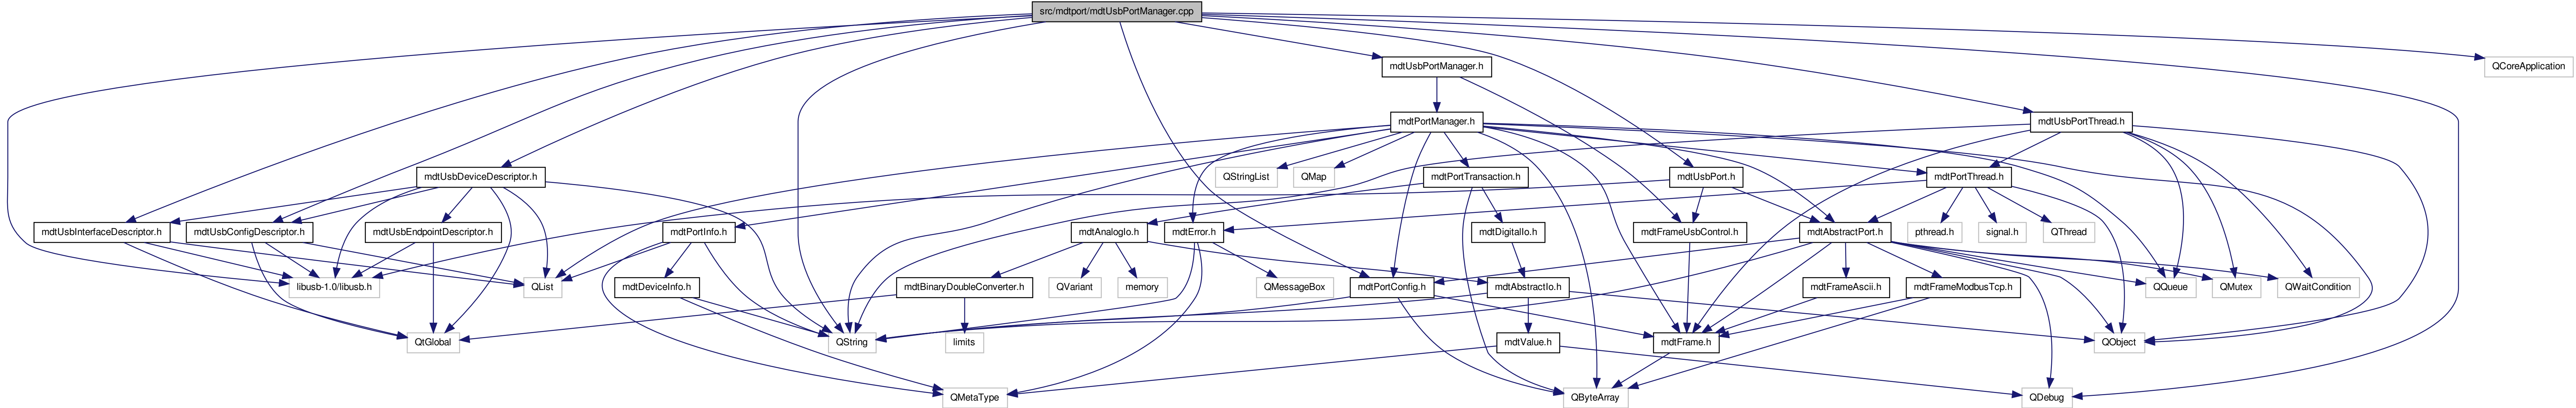 src/mdtport/mdtUsbPortManager.cpp
mdtUsbPortManager.h
QCoreApplication
mdtPortManager.h
mdtUsbPortThread.h
mdtUsbDeviceDescriptor.h
QStringList
QMap
mdtPortTransaction.h
mdtUsbPort.h
mdtPortThread.h
mdtUsbInterfaceDescriptor.h
mdtUsbConfigDescriptor.h
mdtUsbEndpointDescriptor.h
mdtPortInfo.h
mdtAnalogIo.h
mdtError.h
mdtDigitalIo.h
mdtFrameUsbControl.h
mdtAbstractPort.h
pthread.h
signal.h
QThread
libusb-1.0/libusb.h
QList
mdtDeviceInfo.h
mdtBinaryDoubleConverter.h
QVariant
memory
QMessageBox
mdtPortConfig.h
mdtAbstractIo.h
mdtFrameAscii.h
mdtFrameModbusTcp.h
QQueue
QMutex
QWaitCondition
QtGlobal
QString
limits
mdtValue.h
mdtFrame.h
QObject
QMetaType
QByteArray
QDebug